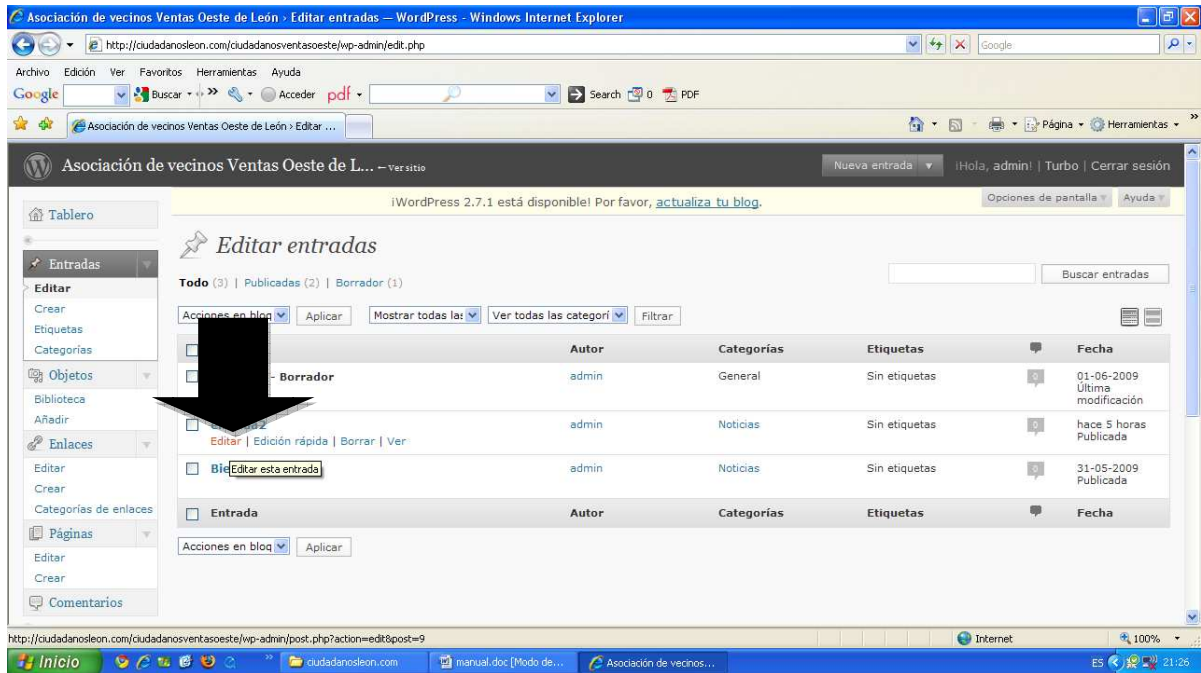 Asociación de vecinos Ventas Oeste de León › Editar entradas — WordPress - Windows Internet Explorer
http://ciudadanosleon.com/ciudadanosventasoeste/wp-admin/edit.php
Google
Archivo Edición Ver Favoritos Herramientas Ayuda
Google Buscar Acceder pdf Search 0 PDF
Asociación de vecinos Ventas Oeste de León › Editar ... Página Herramientas
Asociación de vecinos Ventas Oeste de L... ←Ver sitio Nueva entrada ¡Hola, admin! | Turbo | Cerrar sesión
¡WordPress 2.7.1 está disponible! Por favor, actualiza tu blog. Opciones de pantalla Ayuda
Tablero
Entradas
Editar
Crear
Etiquetas
Categorías
Objetos
Biblioteca
Añadir
Enlaces
Editar
Crear
Categorías de enlaces
Páginas
Editar
Crear
Comentarios
Editar entradas
Todo (3) | Publicadas (2) | Borrador (1) Buscar entradas
Acciones en bloq Aplicar Mostrar todas las Ver todas las categorí Filtrar
Autor Categorías Etiquetas Fecha
- Borrador admin General Sin etiquetas 0 01-06-2009
Última
modificación
admin Noticias Sin etiquetas 0 hace 5 horas
Publicada
Editar | Edición rápida | Borrar | Ver
Bie admin Noticias Sin etiquetas 0 31-05-2009
Publicada
Editar esta entrada
Entrada Autor Categorías Etiquetas Fecha
Acciones en bloq Aplicar
http://ciudadanosleon.com/ciudadanosventasoeste/wp-admin/post.php?action=edit&post=9 Internet 100%
Inicio ciudadanosleon.com manual.doc [Modo de... Asociación de vecinos... ES 21:26